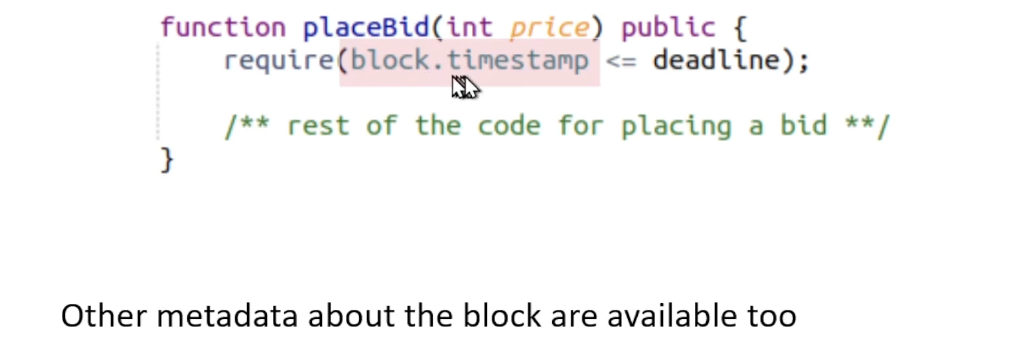 function placeBid(int price) public {
require(block.timestamp <= deadline);
/** rest of the code for placing a bid **/
}
Other metadata about the block are available too